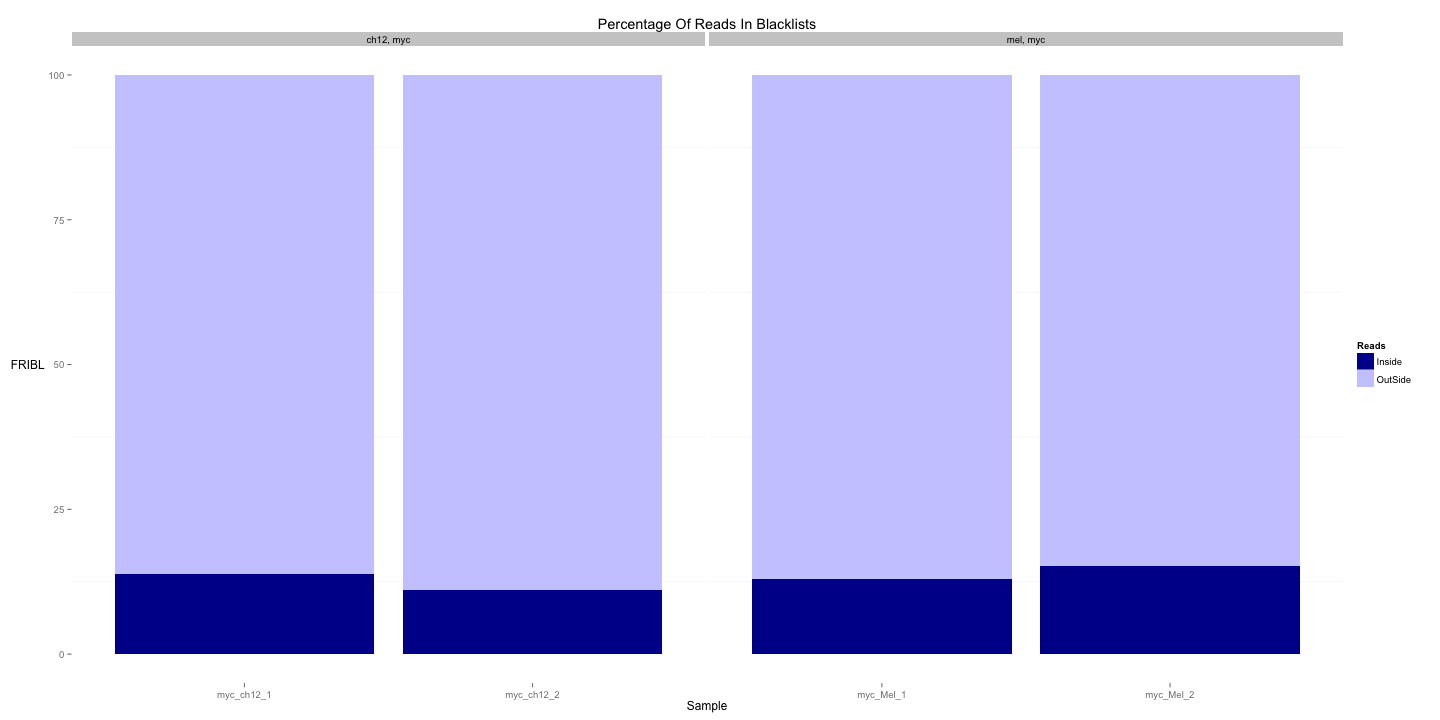 Percentage Of Reads In Blacklists
ch12, myc
mel, myc
100
75
50
25
0
FRIBL
myc_ch12_1
myc_ch12_2
myc_Mel_1
myc_Mel_2
Sample
Reads
Inside
OutSide